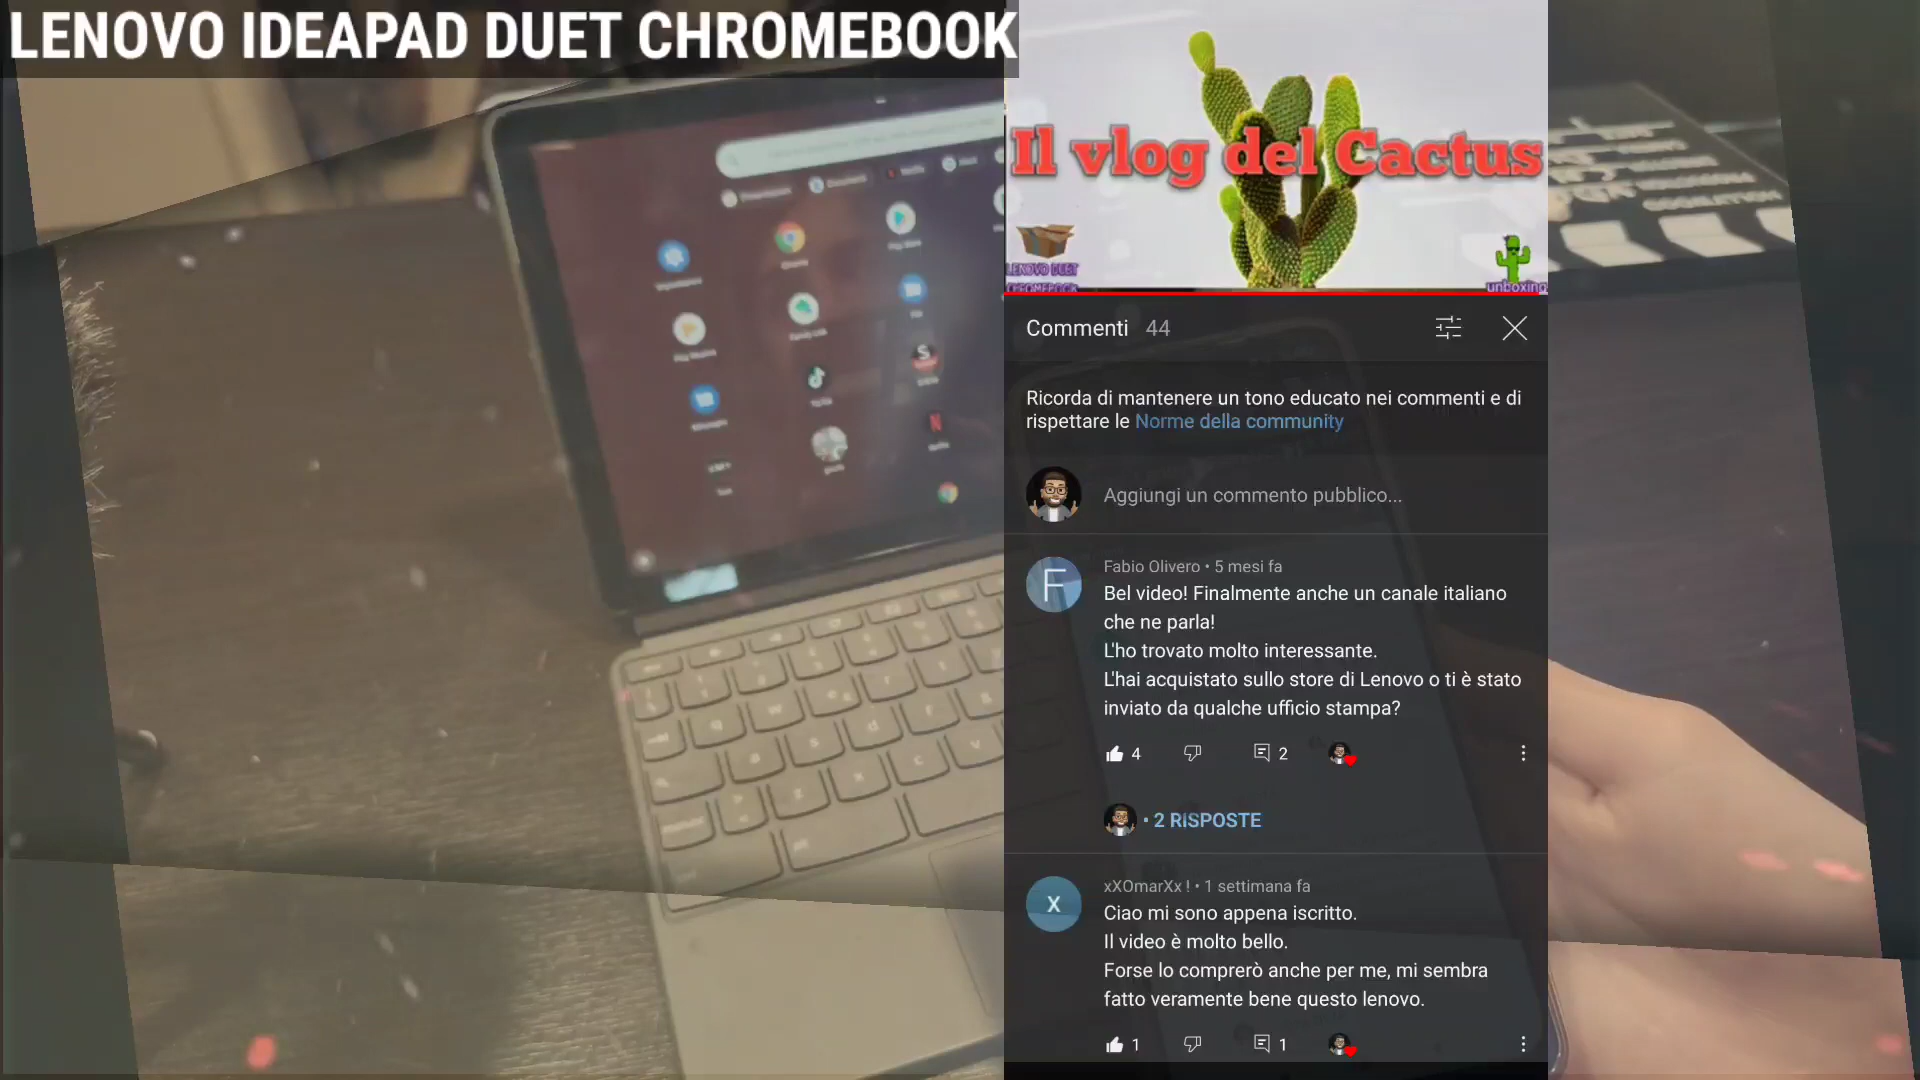 LENOVO IDEAPAD DUET CHROMEBOOK
Il vlog del Cactus
LENOVO DUET
CHROMEBOOK
unboxing
Commenti 44
Ricorda di mantenere un tono educato nei commenti e di
rispettare le Norme della community
Aggiungi un commento pubblico...
F
Fabio Olivero • 5 mesi fa
Bel video! Finalmente anche un canale italiano
che ne parla!
L'ho trovato molto interessante.
L'hai acquistato sullo store di Lenovo o ti è stato
inviato da qualche ufficio stampa?
4 2
• 2 RISPOSTE
x
xXOmarXx ! • 1 settimana fa
Ciao mi sono appena iscritto.
Il video è molto bello.
Forse lo comprerò anche per me, mi sembra
fatto veramente bene questo lenovo.
1 1